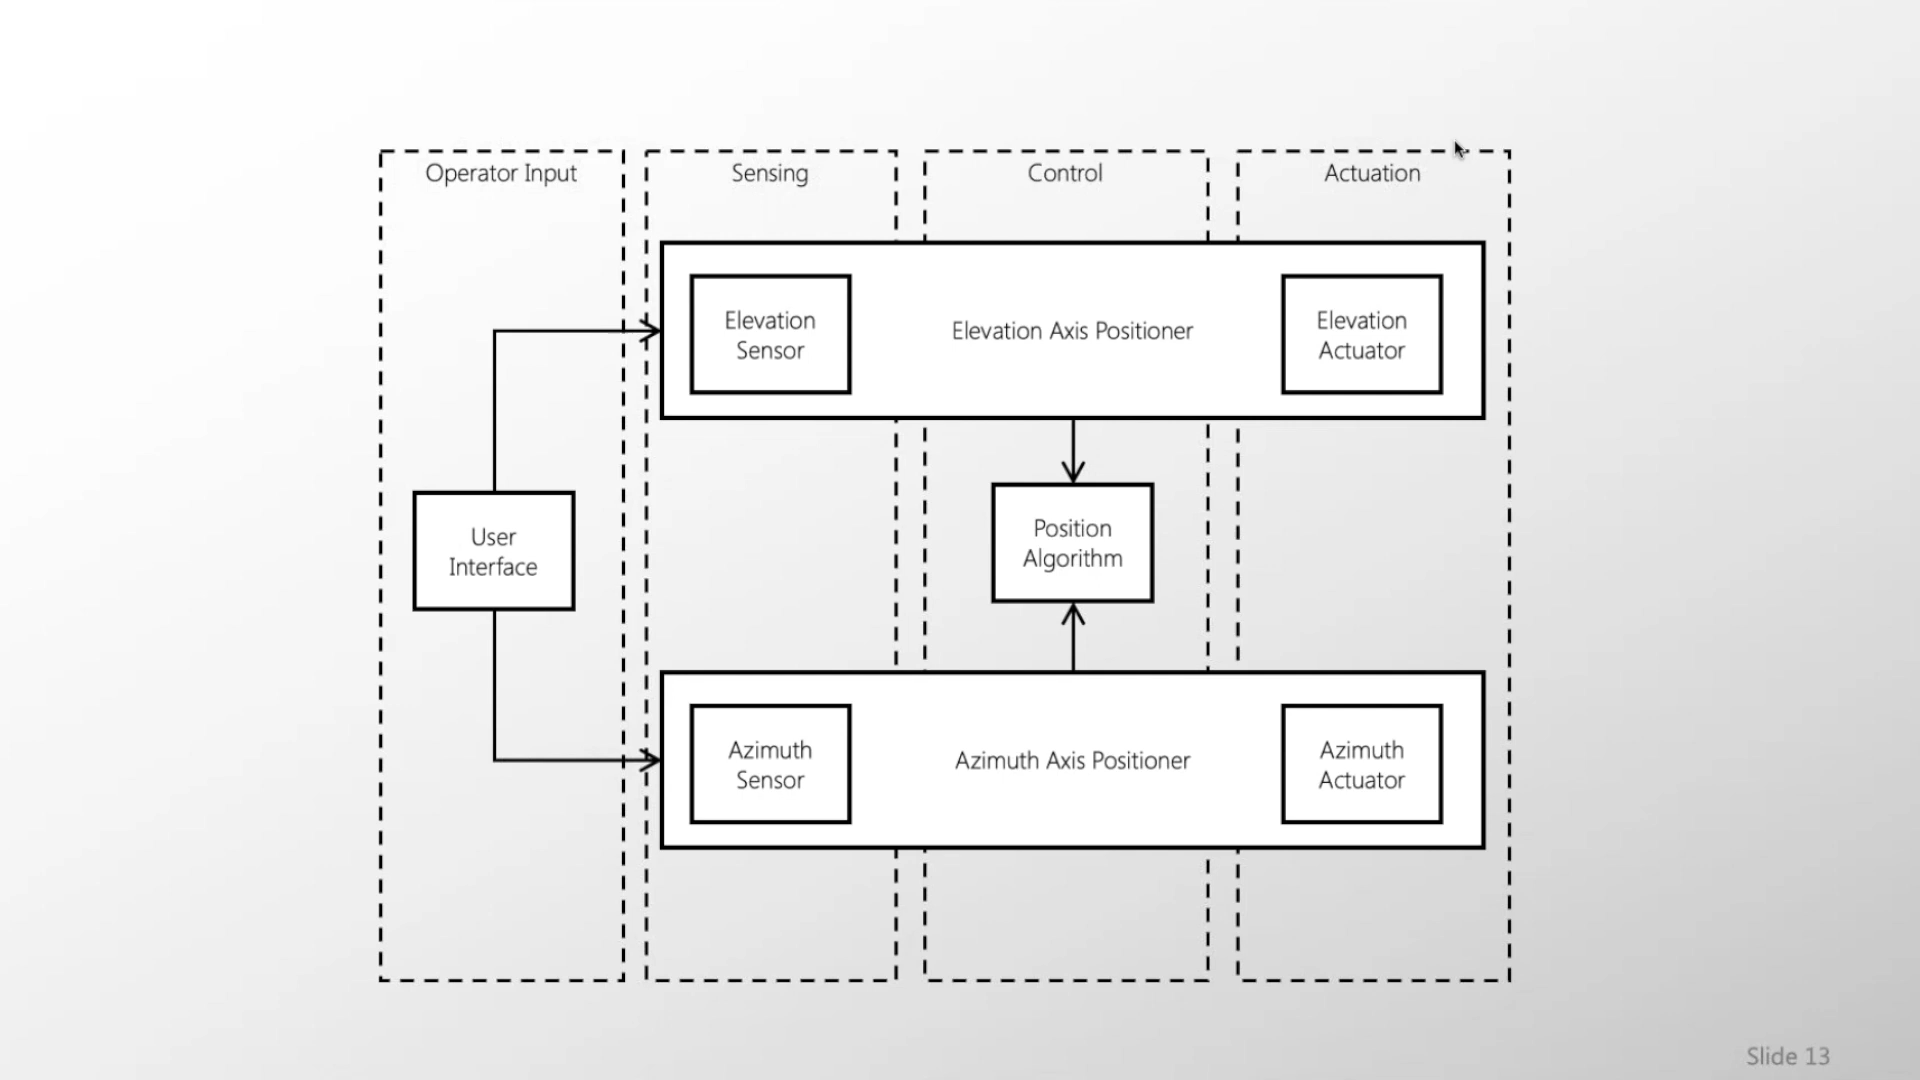 Operator Input
Sensing
Control
Actuation
Elevation
Sensor
Elevation Axis Positioner
Elevation
Actuator
User
Interface
Position
Algorithm
Azimuth
Sensor
Azimuth Axis Positioner
Azimuth
Actuator
Slide 13